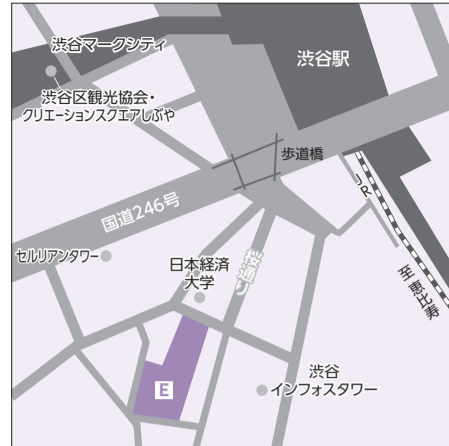 渋谷マークシティ
渋谷駅
渋谷区観光協会・
クリエーションスクエアしぶや
歩道橋
JR
国道246号
セルリアンタワー
日本経済
大学
桜通り
至恵比寿
E
渋谷
インフォスタワー